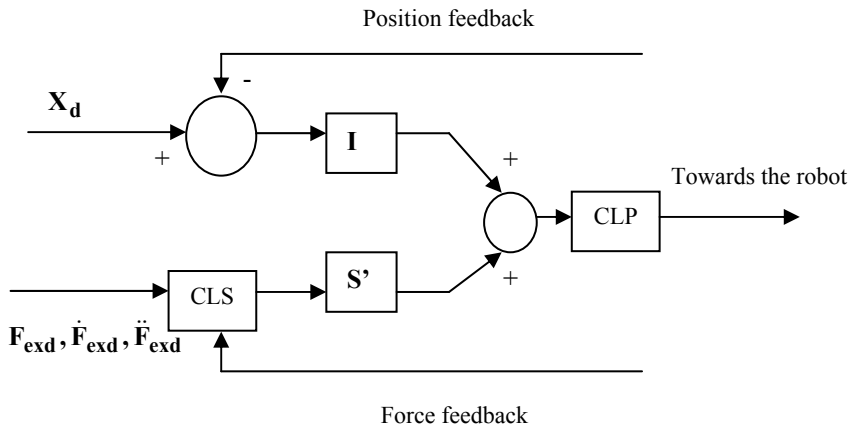 Position feedback
-
X_d
+
I
+
Towards the robot
CLP
S’
+
CLS
F_exd, Ḟ_exd, F̈_exd
Force feedback